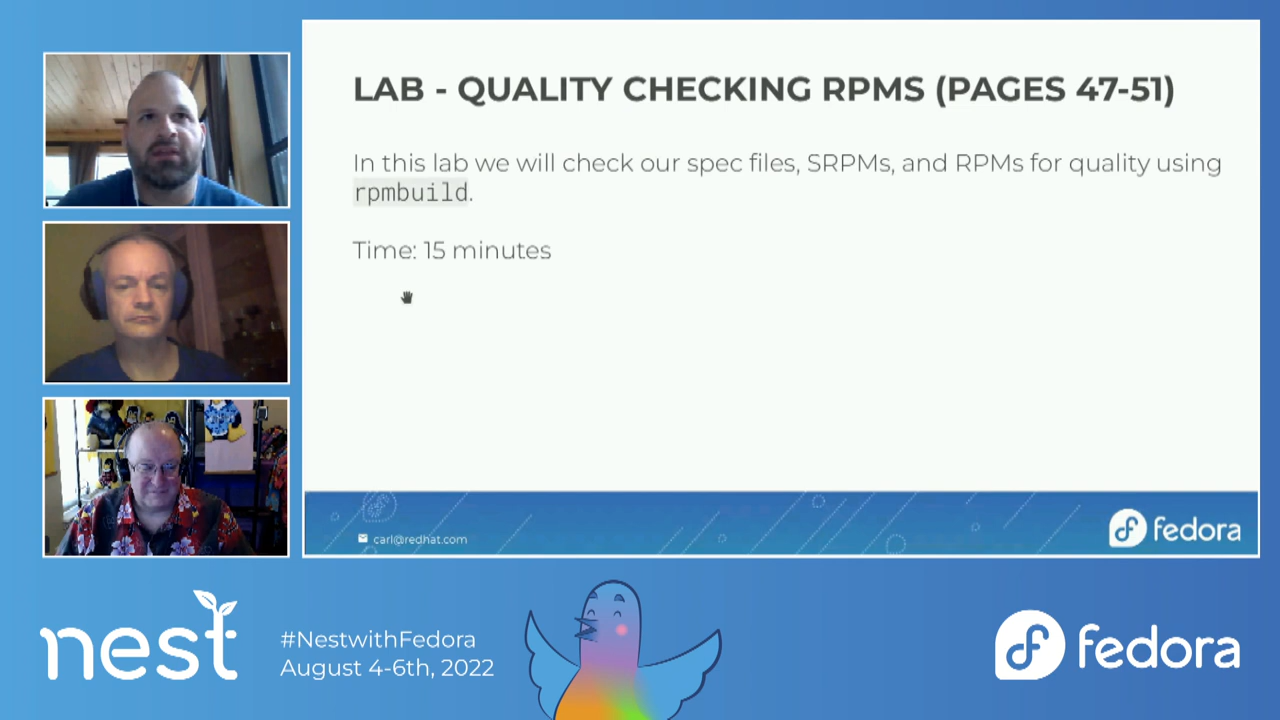 LAB - QUALITY CHECKING RPMS (PAGES 47-51)
In this lab we will check our spec files, SRPMs, and RPMs for quality using
rpmbuild.
Time: 15 minutes
carl@redhat.com
fedora
nest
#NestwithFedora
August 4-6th, 2022
fedora